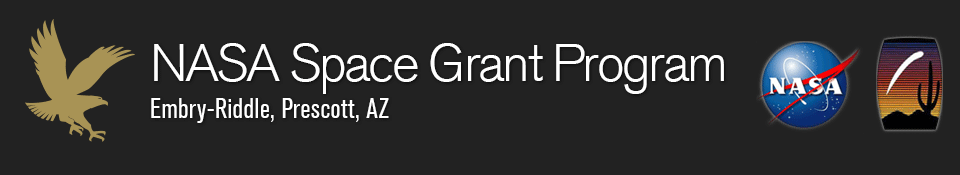 NASA Space Grant Program
Embry-Riddle, Prescott, AZ
NASA